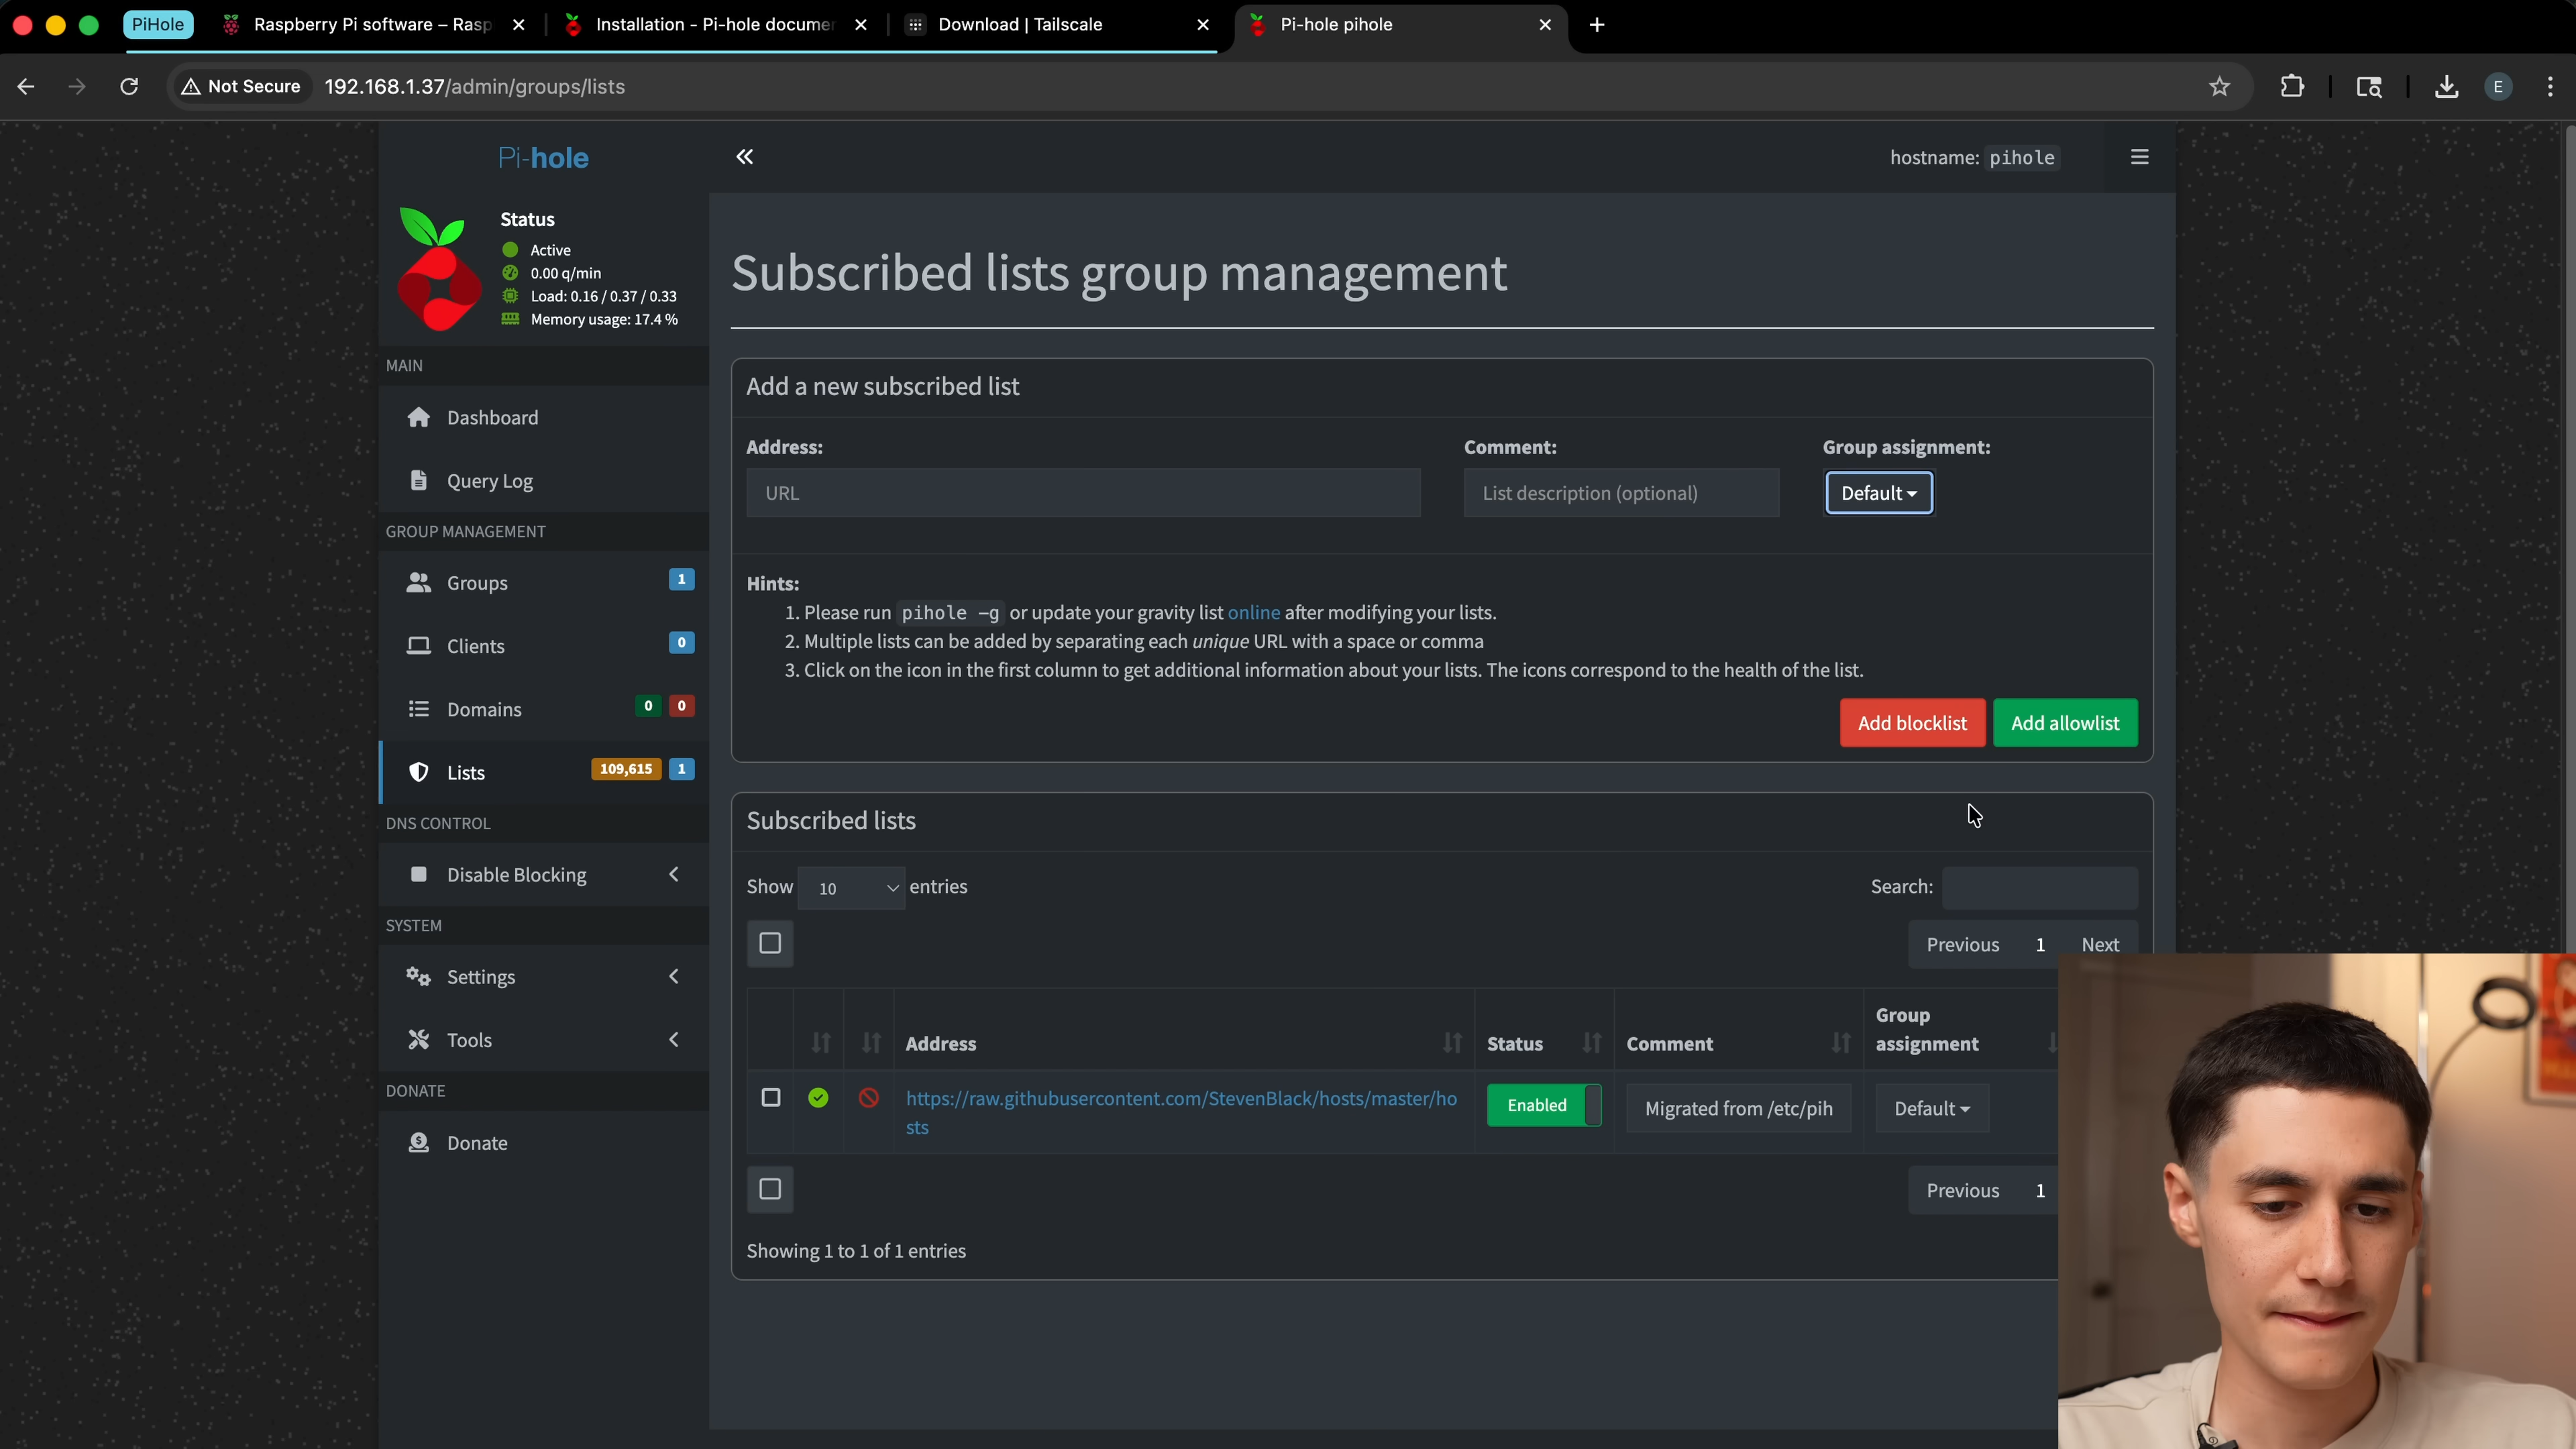 PiHole
Raspberry Pi software – Rasp
Installation - Pi-hole documen
Download | Tailscale
Pi-hole pihole
Not Secure
192.168.1.37/admin/groups/lists
E
Pi-hole
hostname: pihole
Status
Active
0.00 q/min
Load: 0.16 / 0.37 / 0.33
Memory usage: 17.4 %
MAIN
Dashboard
Query Log
GROUP MANAGEMENT
Groups 1
Clients 0
Domains 0 0
Lists 109,615 1
DNS CONTROL
Disable Blocking
SYSTEM
Settings
Tools
DONATE
Donate
Subscribed lists group management
Add a new subscribed list
Address: Comment: Group assignment:
URL List description (optional) Default
Hints:
1. Please run pihole -g or update your gravity list online after modifying your lists.
2. Multiple lists can be added by separating each unique URL with a space or comma
3. Click on the icon in the first column to get additional information about your lists. The icons correspond to the health of the list.
Add blocklist Add allowlist
Subscribed lists
Show 10 entries Search:
Previous 1 Next
Address Status Comment Group
assignment
https://raw.githubusercontent.com/StevenBlack/hosts/master/ho Enabled Migrated from /etc/pih Default
sts
Previous 1
Showing 1 to 1 of 1 entries